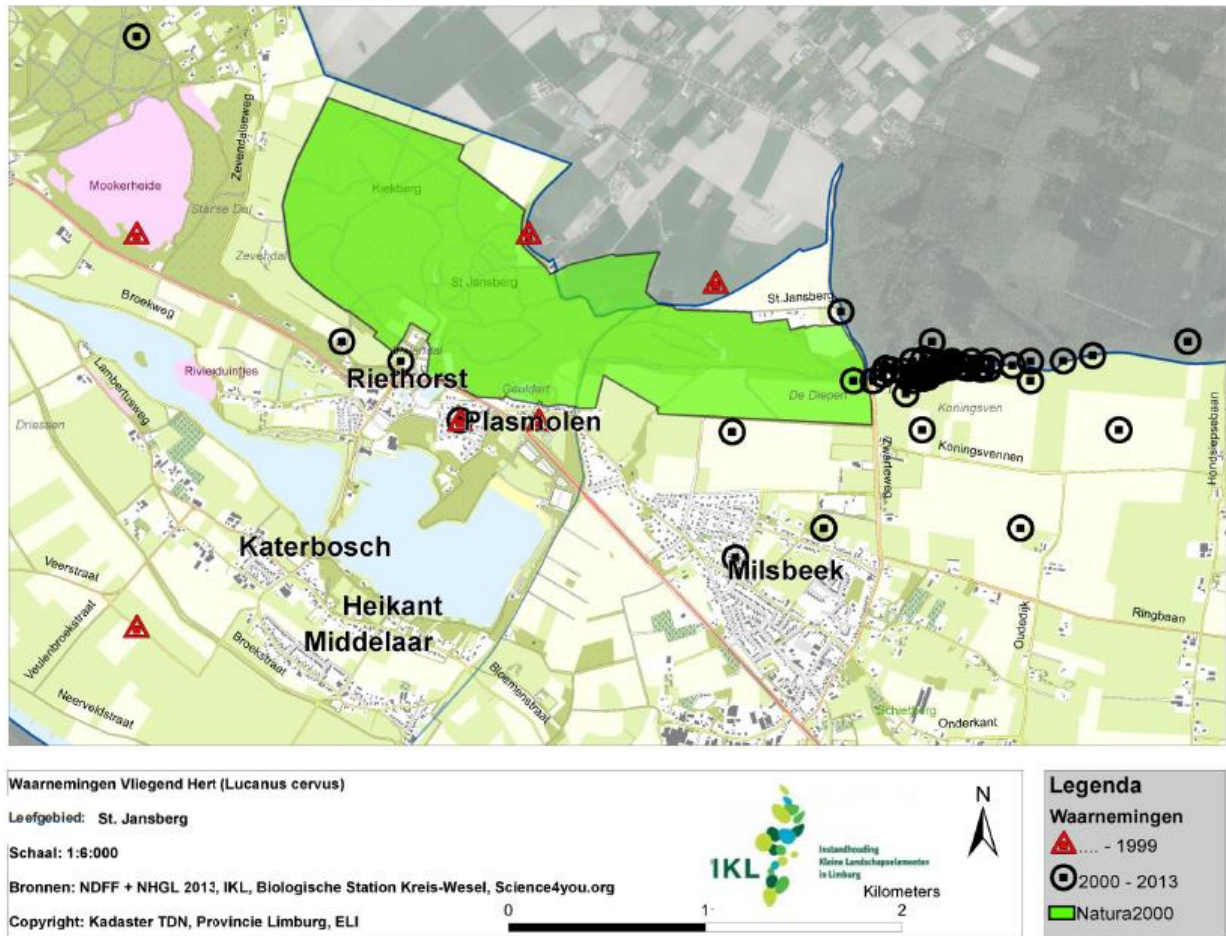 Zevendalseweg
Mookerheide
Kiekberg
St Jansberg
Zevendal
Broekweg
St.Jansberg
Lambertusweg
Riethorst
Geuldert
De Diepen
Koningsven
Plasmolen
Koningsvennen
Zwarteweg
Hondsiepsebaan
Driessen
Katerbosch
Milsbeek
Veerstraat
Heikant
Middelaar
Ringbaan
Oudedijk
Veulenbroekstraat
Broekstraat
Bloemenstraat
Neerveldstraat
Schietberg
Onderkant
Waarnemingen Vliegend Hert (Lucanus cervus)
Leefgebied: St. Jansberg
Schaal: 1:6:000
Bronnen: NDFF + NHGL 2013, IKL, Biologische Station Kreis-Wesel, Science4you.org
Copyright: Kadaster TDN, Provincie Limburg, ELI
IKL
Instandhouding
Kleine Landschapselementen
in Limburg
N
Kilometers
0 1 2
Legenda
Waarnemingen
.... - 1999
2000 - 2013
Natura2000